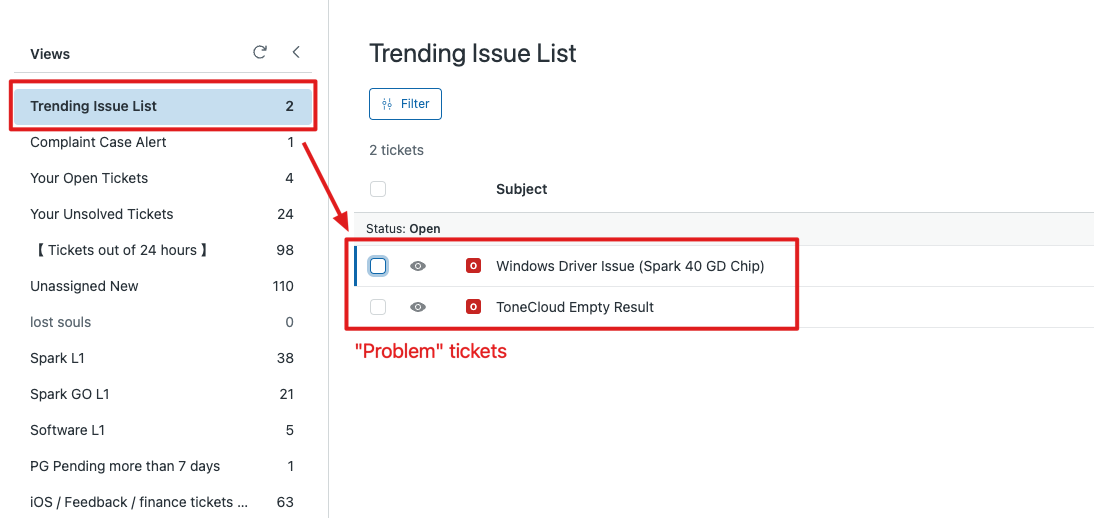 Views
Trending Issue List 2
Complaint Case Alert 1
Your Open Tickets 4
Your Unsolved Tickets 24
【 Tickets out of 24 hours 】 98
Unassigned New 110
lost souls 0
Spark L1 38
Spark GO L1 21
Software L1 5
PG Pending more than 7 days 1
iOS / Feedback / finance tickets ... 63
Trending Issue List
Filter
2 tickets
Subject
Status: Open
O Windows Driver Issue (Spark 40 GD Chip)
O ToneCloud Empty Result
"Problem" tickets